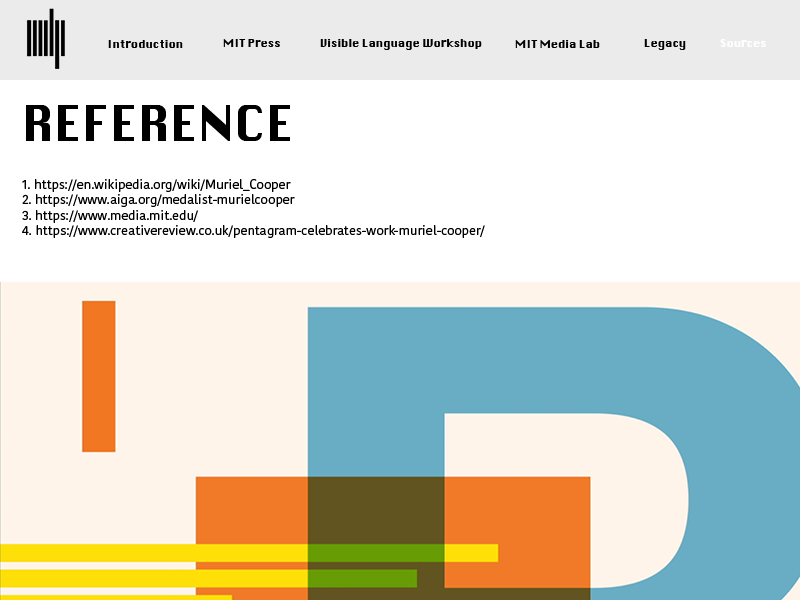 Introduction MIT Press Visible Language Workshop MIT Media Lab Legacy Sources
REFERENCE
1. https://en.wikipedia.org/wiki/Muriel_Cooper
2. https://www.aiga.org/medalist-murielcooper
3. https://www.media.mit.edu/
4. https://www.creativereview.co.uk/pentagram-celebrates-work-muriel-cooper/